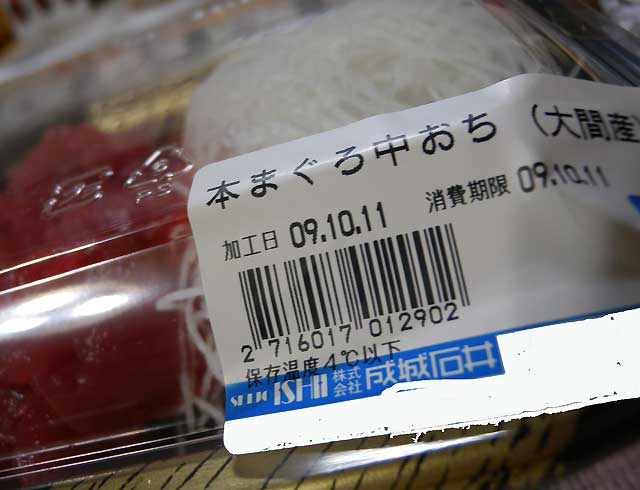 本まぐろ中おち (大間産
加工日 09.10.11 消費期限 09.10.11
2 716017 012902
保存温度4℃以下
ISHII 株式会社 成城石井
PS